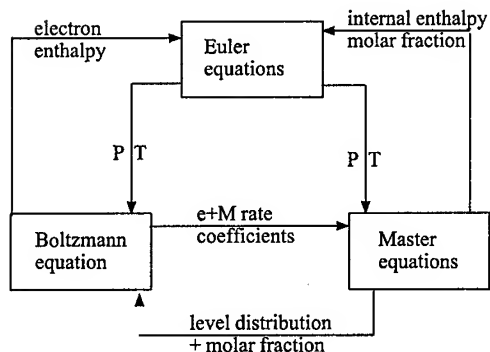 electron
enthalpy
internal enthalpy
molar fraction
Euler
equations
P T
P T
Boltzmann
equation
e+M rate
coefficients
Master
equations
level distribution
+ molar fraction